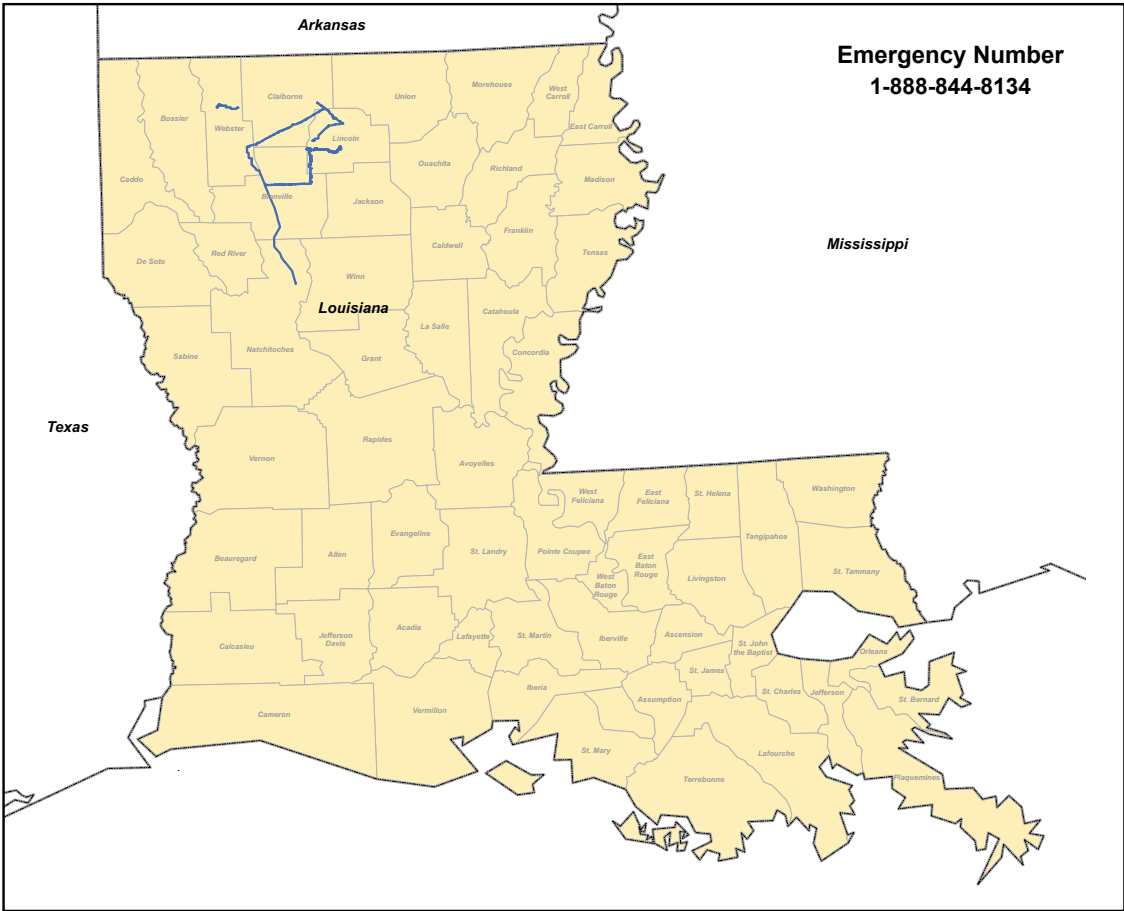 Arkansas
Emergency Number
1-888-844-8134
Claiborne
Union
Morehouse
West
Carroll
Bossier
Webster
East Carroll
Lincoln
Ouachita
Richland
Madison
Caddo
Bienville
Jackson
Franklin
Caldwell
Tensas
Mississippi
De Soto
Red River
Winn
Louisiana
Catahoula
La Salle
Concordia
Sabine
Natchitoches
Grant
Texas
Rapides
Vernon
Avoyelles
West
Feliciana
East
Feliciana
St. Helena
Washington
Evangeline
Tangipahoa
Beauregard
Allen
St. Landry
Pointe Coupee
East
Baton
Rouge
West
Baton
Rouge
Livingston
St. Tammany
Calcasieu
Jefferson
Davis
Acadia
Lafayette
St. Martin
Iberville
Ascension
St. John
the Baptist
Orleans
St. James
Iberia
Assumption
St. Charles
Jefferson
St. Bernard
Cameron
Vermilion
St. Mary
Lafourche
Terrebonne
Plaquemines